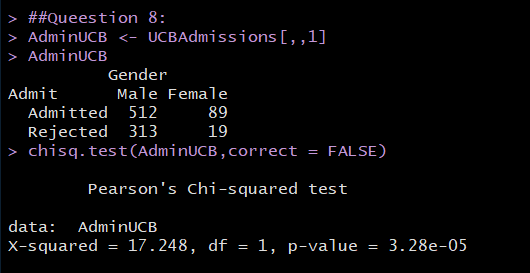 > ##Queestion 8:
> AdminUCB <- UCBAdmissions[,,1]
> AdminUCB
          Gender
Admit      Male Female
  Admitted  512     89
  Rejected  313     19
> chisq.test(AdminUCB,correct = FALSE)
        Pearson's Chi-squared test
data:  AdminUCB
X-squared = 17.248, df = 1, p-value = 3.28e-05